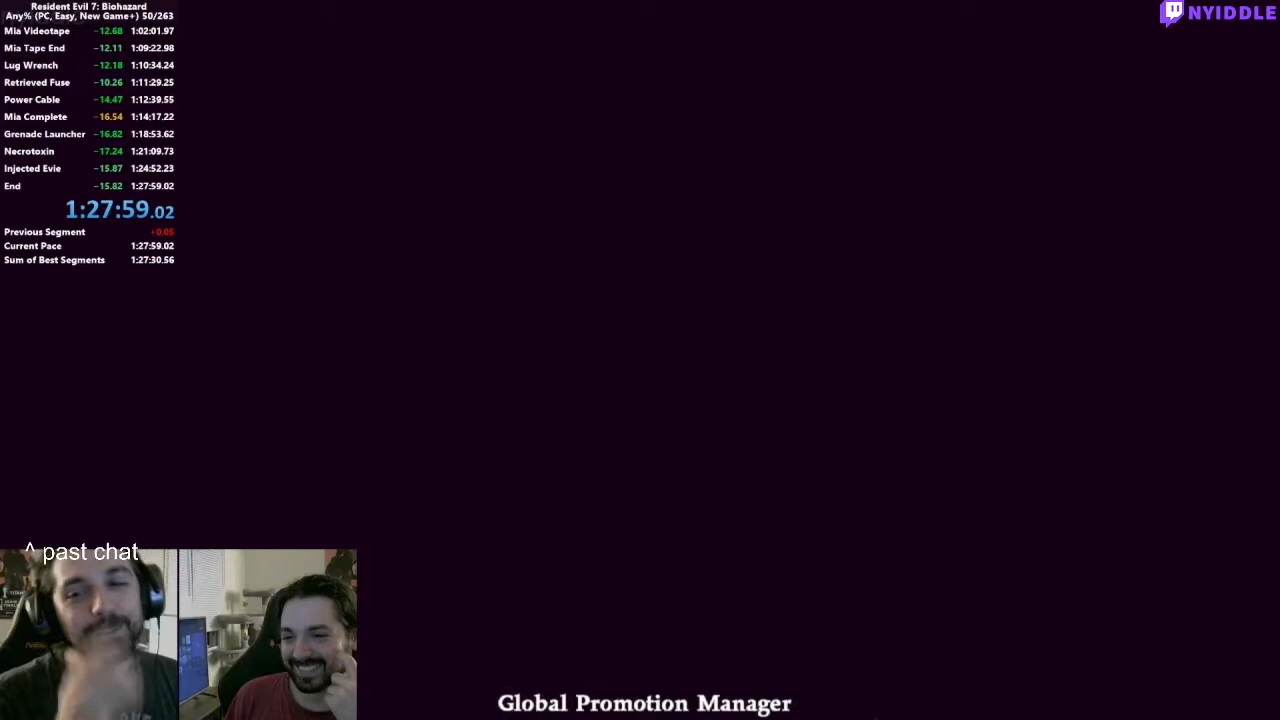 Resident Evil 7: Biohazard
Any% (PC, Easy, New Game+) 50/263
Mia Videotape -12.68 1:02:01.97
Mia Tape End -12.11 1:09:22.98
Lug Wrench -12.18 1:10:34.24
Retrieved Fuse -10.26 1:11:29.25
Power Cable -14.47 1:12:39.55
Mia Complete -16.54 1:14:17.22
Grenade Launcher -16.82 1:18:53.62
Necrotoxin -17.24 1:21:09.73
Injected Evie -15.87 1:24:52.23
End -15.82 1:27:59.02
1:27:59.02
Previous Segment +0.05
Current Pace 1:27:59.02
Sum of Best Segments 1:27:30.56
NYIDDLE
^ past chat
Global Promotion Manager